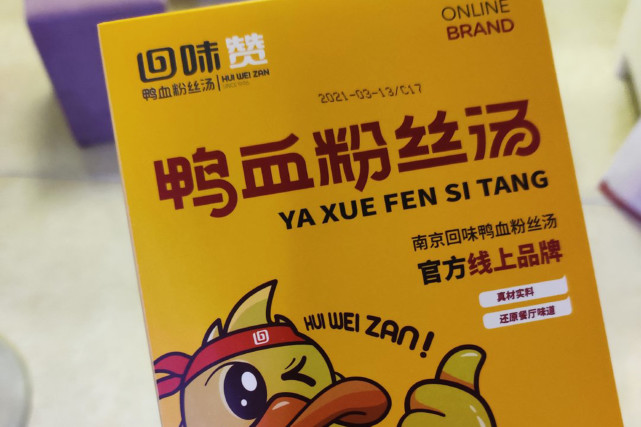 回味赞
鸭血粉丝汤 HUI WEI ZAN
ONLINE
BRAND
2021-03-13/C17
鸭血粉丝汤
YA XUE FEN SI TANG
南京回味鸭血粉丝汤
官方线上品牌
真材实料
还原餐厅味道
HUI WEI ZAN!
回